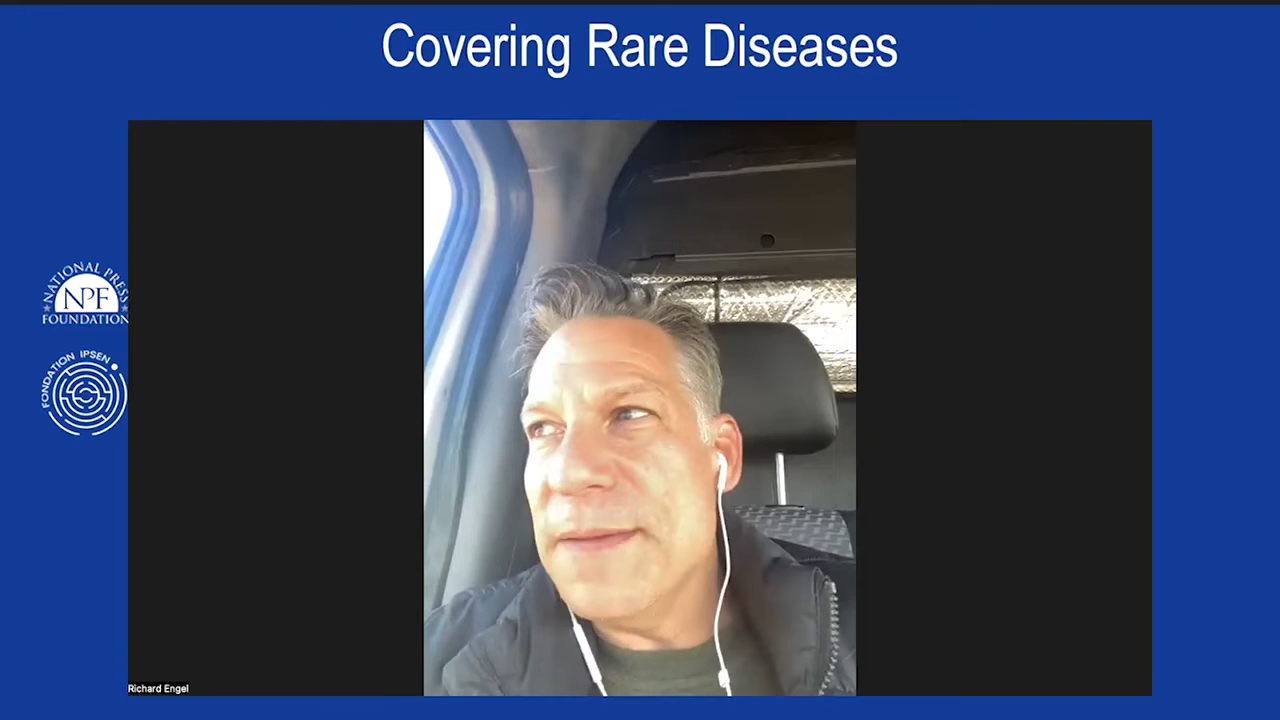 Covering Rare Diseases
NATIONAL PRESS
NPF
FOUNDATION
FONDATION IPSEN
Richard Engel